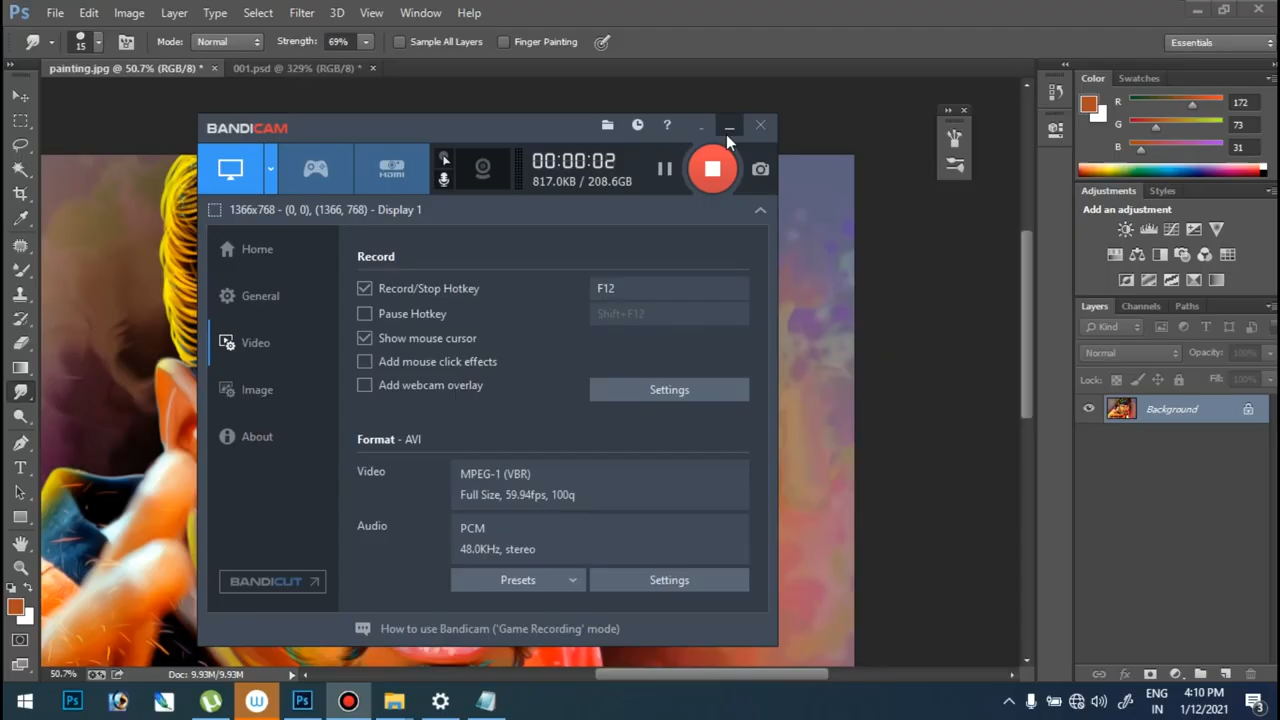 Ps File Edit Image Layer Type Select Filter 3D View Window Help
15 Mode: Normal Strength: 69% Sample All Layers Finger Painting Essentials
painting.jpg @ 50.7% (RGB/8) * × 001.psd @ 329% (RGB/8) * ×
Color Swatches
R 172
G 73
B 31
Adjustments Styles
Add an adjustment
Layers Channels Paths
Kind
Normal Opacity: 100%
Lock: Fill: 100%
Background
BANDICAM
HDMI
00:00:02
817.0KB / 208.6GB
1366x768 - (0, 0), (1366, 768) - Display 1
Home
General
Video
Image
About
BANDICUT
Record
Record/Stop Hotkey F12
Pause Hotkey Shift+F12
Show mouse cursor
Add mouse click effects
Add webcam overlay Settings
Format - AVI
Video MPEG-1 (VBR)
Full Size, 59.94fps, 100q
Audio PCM
48.0KHz, stereo
Presets Settings
How to use Bandicam ('Game Recording' mode)
50.7% Doc: 9.93M/9.93M
ENG
IN
4:10 PM
1/12/2021
3